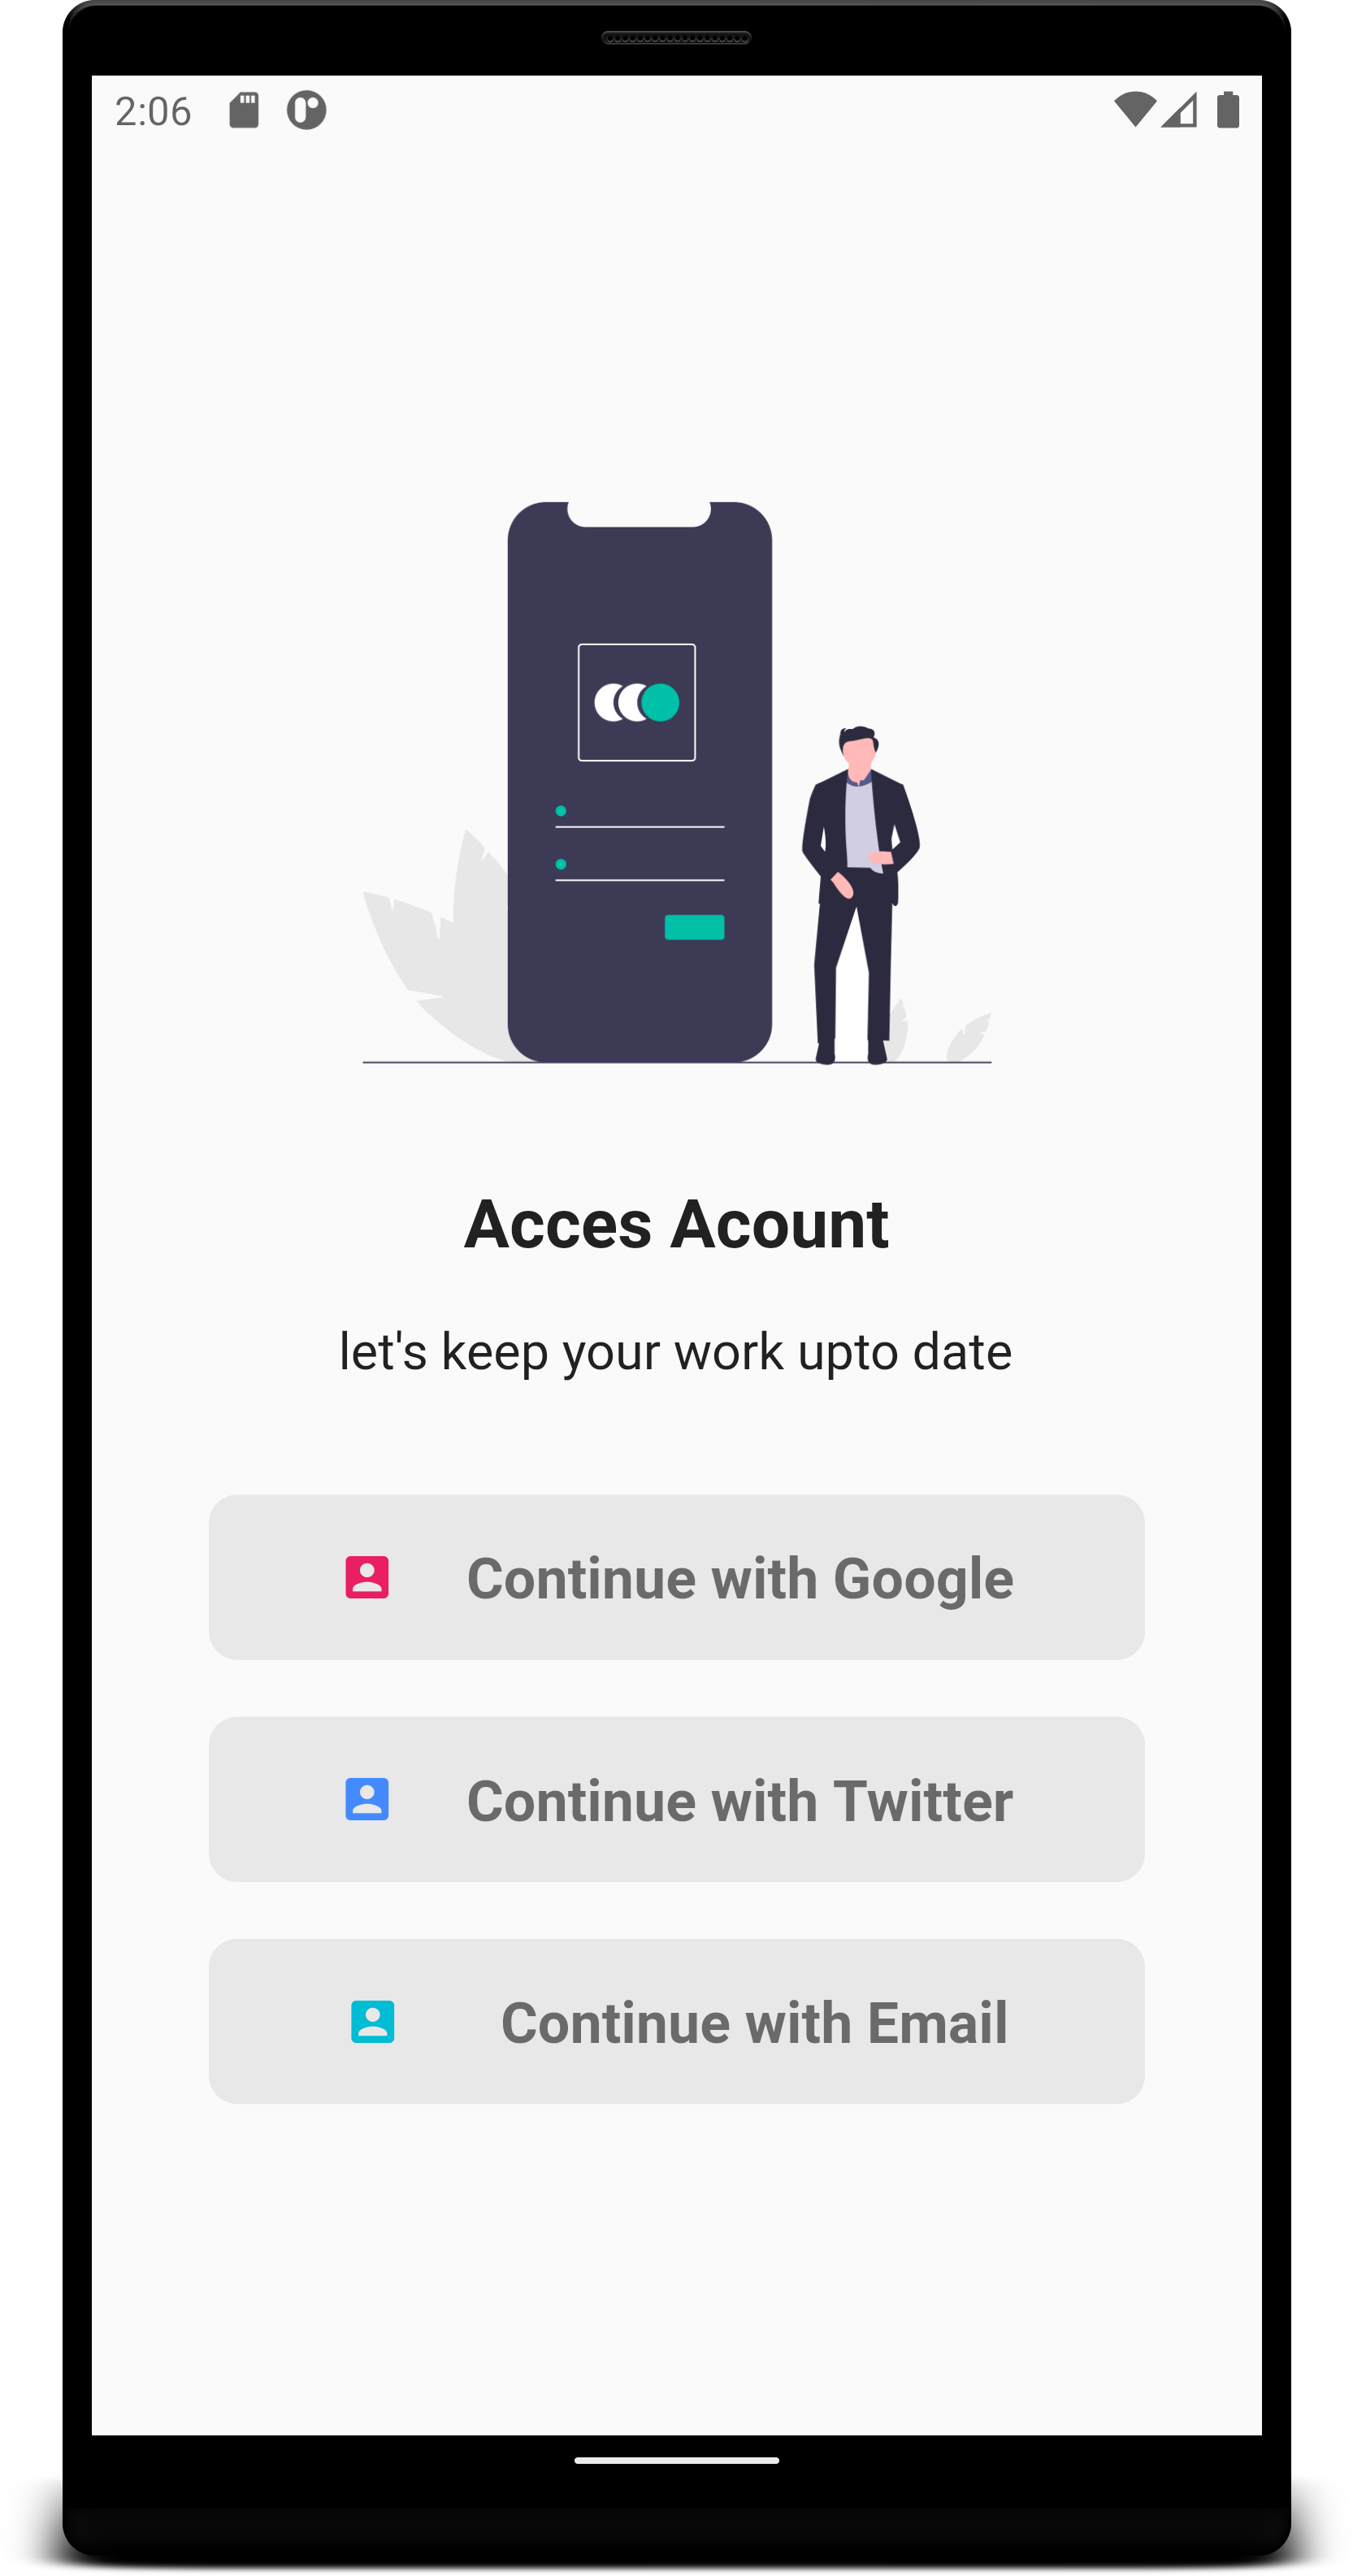 2:06
Acces Acount
let's keep your work upto date
Continue with Google
Continue with Twitter
Continue with Email